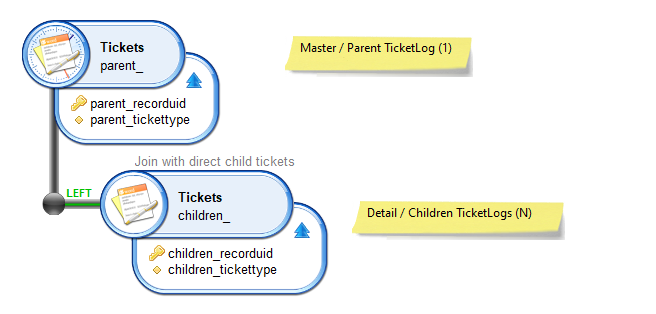 Tickets
parent_
Master / Parent TicketLog (1)
parent_recorduid
parent_tickettype
Join with direct child tickets
LEFT
Tickets
children_
Detail / Children TicketLogs (N)
children_recorduid
children_tickettype